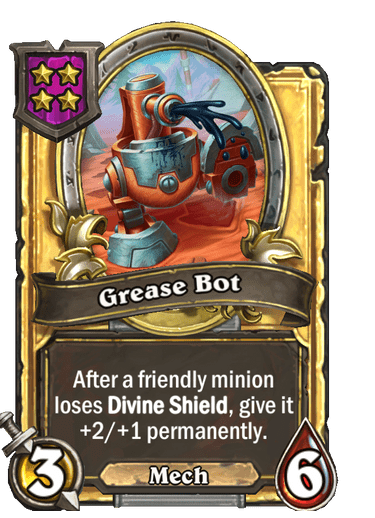 Grease Bot
After a friendly minion
loses Divine Shield, give it
+2/+1 permanently.
3
Mech
6